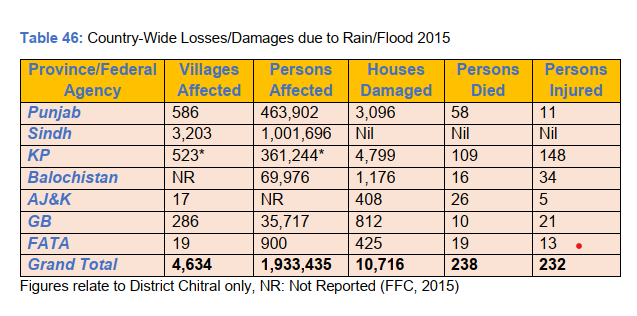 Table 46: Country-Wide Losses/Damages due to Rain/Flood 2015
Province/Federal Agency Villages Affected Persons Affected Houses Damaged Persons Died Persons Injured
Punjab 586 463,902 3,096 58 11
Sindh 3,203 1,001,696 Nil Nil Nil
KP 523* 361,244* 4,799 109 148
Balochistan NR 69,976 1,176 16 34
AJ&K 17 NR 408 26 5
GB 286 35,717 812 10 21
FATA 19 900 425 19 13
Grand Total 4,634 1,933,435 10,716 238 232
Figures relate to District Chitral only, NR: Not Reported (FFC, 2015)